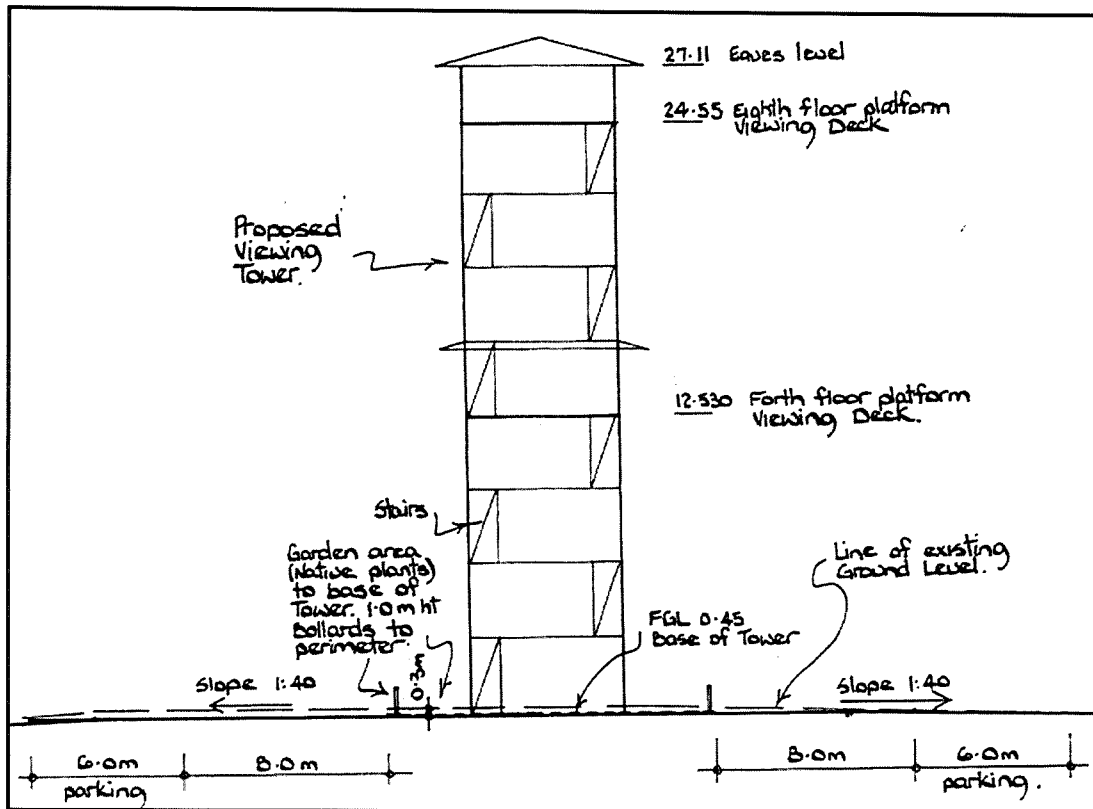 27.11 Eaves level
24.55 Eighth floor platform
Viewing Deck
Proposed
Viewing
Tower.
12.530 Forth floor platform
Viewing Deck.
Stairs
Garden area
(Native plants)
to base of
Tower. 1.0m ht
Bollards to
perimeter.
Line of existing
Ground Level.
FGL 0.45
Base of Tower
0.3m
Slope 1:40
Slope 1:40
6.0m
parking
8.0m
8.0m
6.0m
parking.